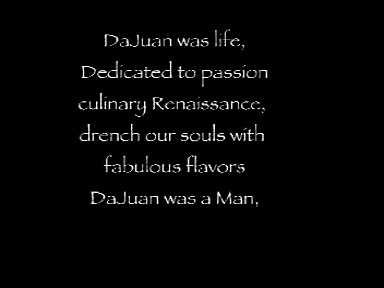 DaJuan was life,
Dedicated to passion
culinary Renaissance,
drench our souls with
fabulous flavors
DaJuan was a Man,